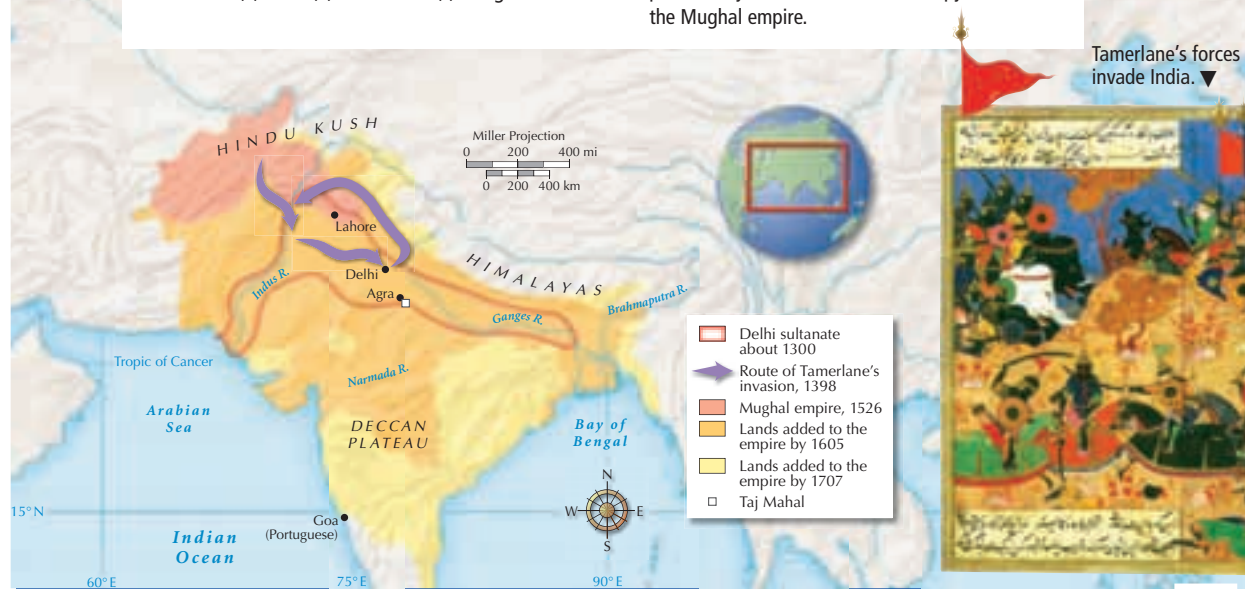 the Mughal empire.
Tamerlane's forces
invade India. ▼
HINDU KUSH
Miller Projection
0 200 400 mi
0 200 400 km
Lahore
Delhi
Agra
HIMALAYAS
Indus R.
Ganges R.
Brahmaputra R.
Tropic of Cancer
Narmada R.
Arabian
Sea
DECCAN
PLATEAU
Bay of
Bengal
Delhi sultanate
about 1300
Route of Tamerlane's
invasion, 1398
Mughal empire, 1526
Lands added to the
empire by 1605
Lands added to the
empire by 1707
Taj Mahal
N
W E
S
15°N
Goa
(Portuguese)
Indian
Ocean
60°E
75°E
90°E